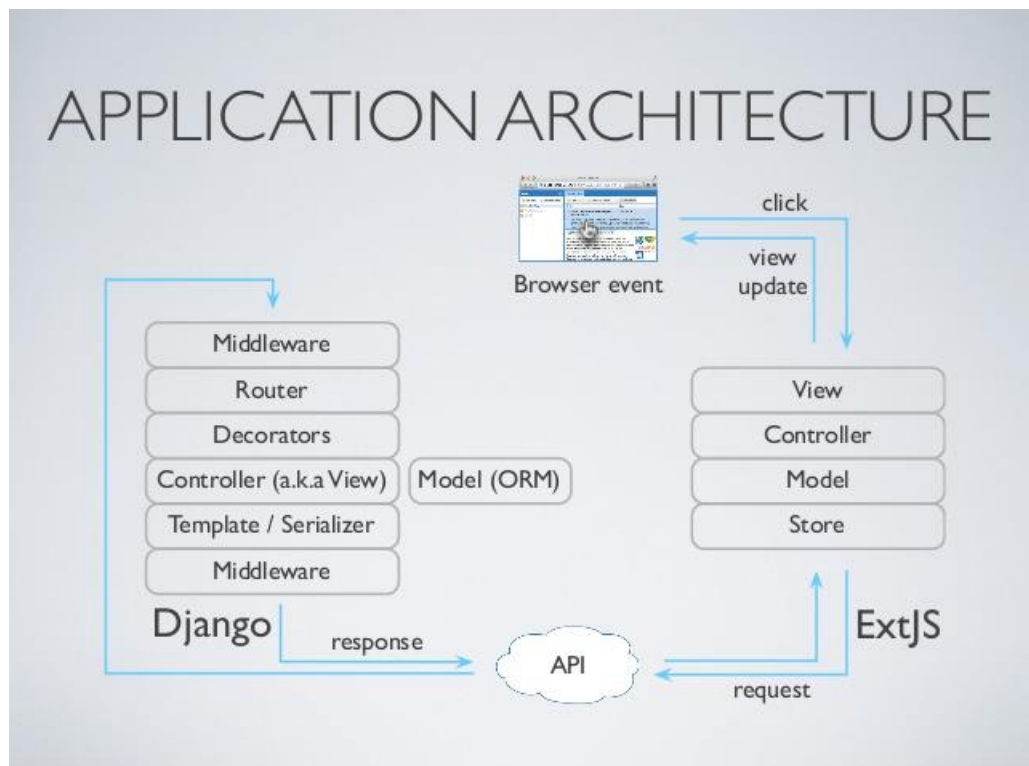 APPLICATION ARCHITECTURE
click
view
update
Browser event
Middleware
Router
Decorators
Controller (a.k.a View)
Model (ORM)
Template / Serializer
Middleware
Django
response
View
Controller
Model
Store
ExtJS
API
request